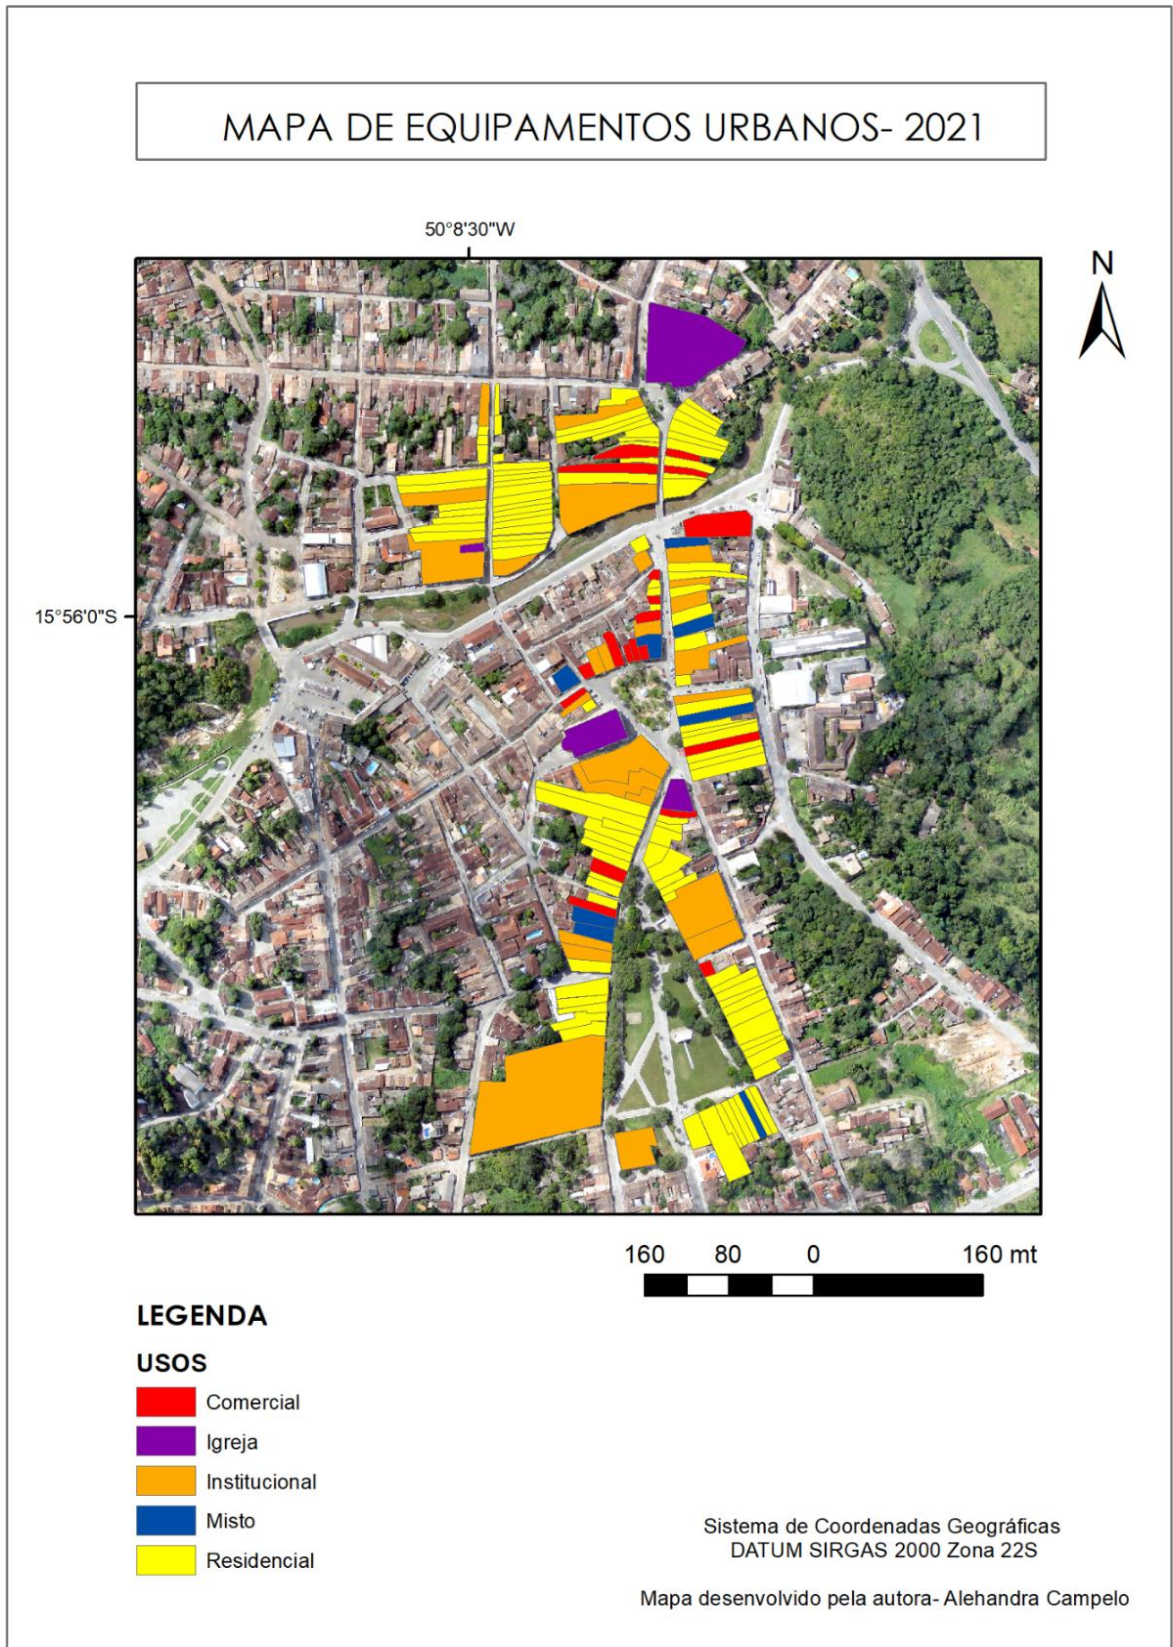 MAPA DE EQUIPAMENTOS URBANOS- 2021
50°8'30"W
N
15°56'0"S
160 80 0 160 mt
LEGENDA
USOS
Comercial
Igreja
Institucional
Misto
Residencial
Sistema de Coordenadas Geográficas
DATUM SIRGAS 2000 Zona 22S
Mapa desenvolvido pela autora- Alehandra Campelo